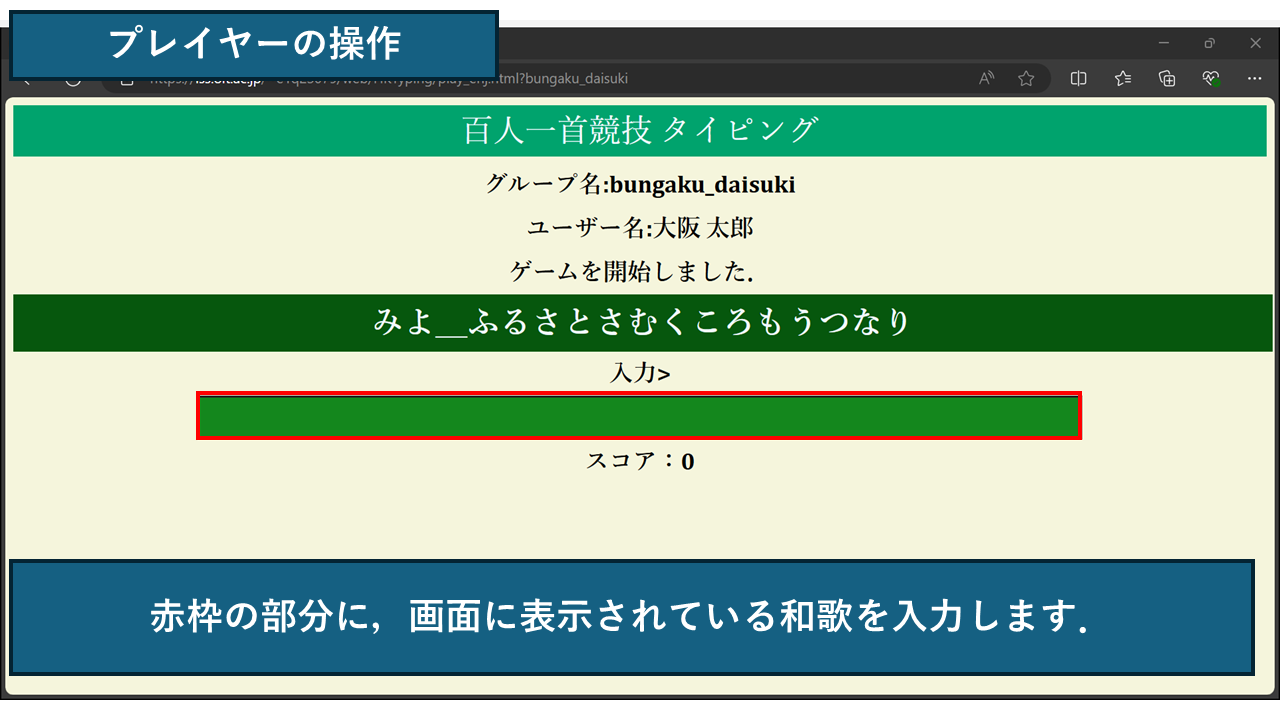 プレイヤーの操作
html?bungaku_daisuki
百人一首競技 タイピング
グループ名:bungaku_daisuki
ユーザー名:大阪 太郎
ゲームを開始しました．
みよ__ふるさとさむくころもうつなり
入力>
スコア：0
赤枠の部分に，画面に表示されている和歌を入力します．